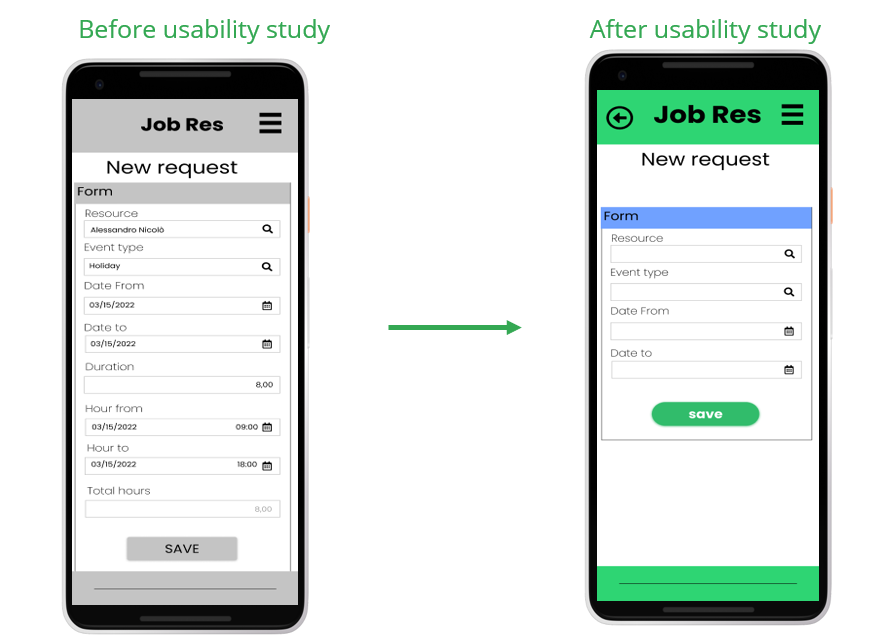 Before usability study
Job Res
New request
Form
Resource
Alessandro Nicolò
Event type
Holiday
Date From
03/15/2022
Date to
03/15/2022
Duration
8,00
Hour from
03/15/2022 09:00
Hour to
03/15/2022 18:00
Total hours
8,00
SAVE
After usability study
Job Res
New request
Form
Resource
Event type
Date From
Date to
save